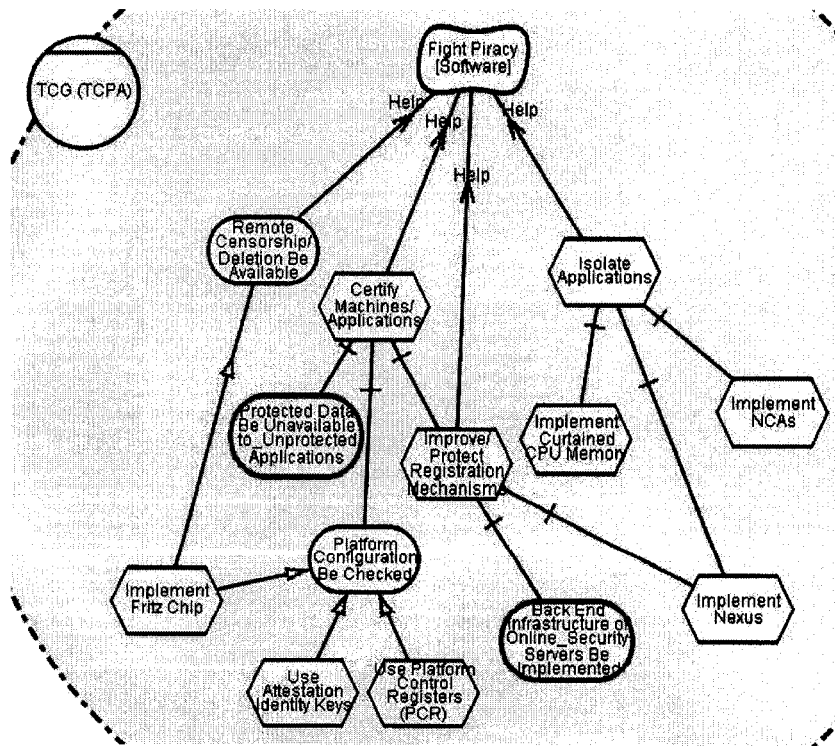 Fight Piracy
[Software]
TCG (TCPA)
Help
Help
Help
Help
Remote
Censorship/
Deletion Be
Available
Isolate
Applications
Certify
Machines/
Applications
Protected Data
Be Unavailable
to_Unprotected
Applications
Improve/
Protect
Registration
Mechanisms
Implement
Curtained
CPU Memon
Implement
NCAs
Platform
Configuration
Be Checked
Implement
Fritz Chip
Back End
Infrastructure of
Online_Security
Servers Be
Implemented
Implement
Nexus
Use
Attestation
Identity Keys
Use Platform
Control
Registers
(PCR)